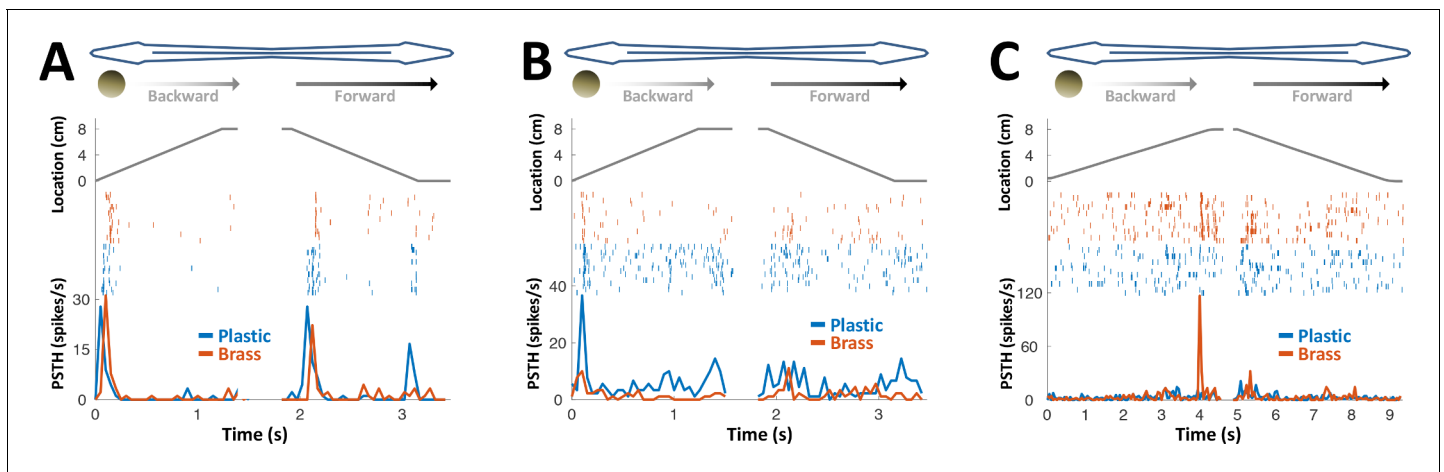 A
Backward
Forward
Location (cm)
8
4
0
PSTH (spikes/s)
30
15
0
Plastic
Brass
0 1 2 3
Time (s)
B
Backward
Forward
Location (cm)
8
4
0
PSTH (spikes/s)
40
20
0
Plastic
Brass
0 1 2 3
Time (s)
C
Backward
Forward
Location (cm)
8
4
0
PSTH (spikes/s)
120
60
0
Plastic
Brass
0 1 2 3 4 5 6 7 8 9
Time (s)